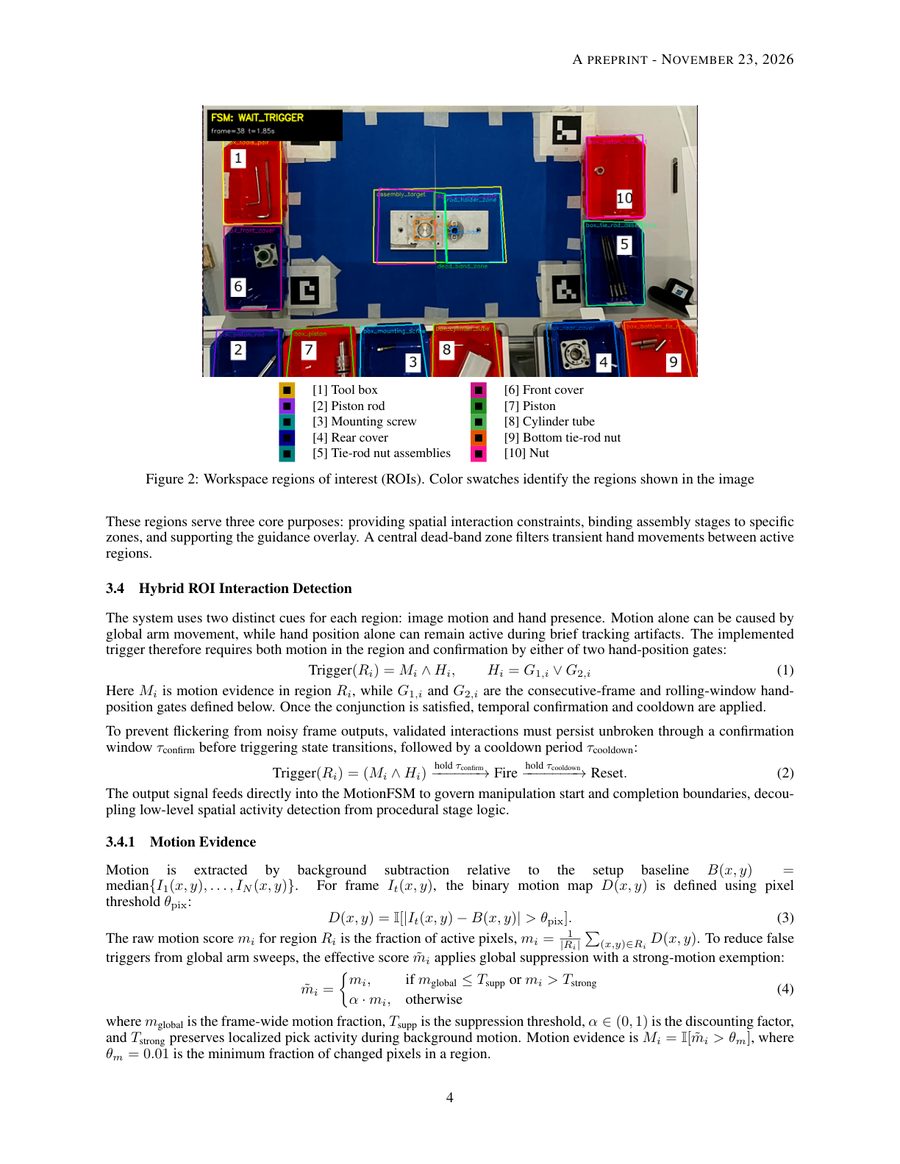 A PREPRINT - NOVEMBER 23, 2026
FSM: WAIT_TRIGGER
frame=38 t=1.85s
1
10
assembly_target
rod_holder_zone
5
6
dead_band_zone
box_piston
box_mounting_screw
box_cylinder_tube
box_rear_cover
2
7
3
8
4
9
[1] Tool box
[2] Piston rod
[3] Mounting screw
[4] Rear cover
[5] Tie-rod nut assemblies
[6] Front cover
[7] Piston
[8] Cylinder tube
[9] Bottom tie-rod nut
[10] Nut
Figure 2: Workspace regions of interest (ROIs). Color swatches identify the regions shown in the image
These regions serve three core purposes: providing spatial interaction constraints, binding assembly stages to specific
zones, and supporting the guidance overlay. A central dead-band zone filters transient hand movements between active
regions.
3.4 Hybrid ROI Interaction Detection
The system uses two distinct cues for each region: image motion and hand presence. Motion alone can be caused by
global arm movement, while hand position alone can remain active during brief tracking artifacts. The implemented
trigger therefore requires both motion in the region and confirmation by either of two hand-position gates:
Trigger(R_i) = M_i ∧ H_i, H_i = G_{1,i} ∨ G_{2,i} (1)
Here M_i is motion evidence in region R_i, while G_{1,i} and G_{2,i} are the consecutive-frame and rolling-window hand-
position gates defined below. Once the conjunction is satisfied, temporal confirmation and cooldown are applied.
To prevent flickering from noisy frame outputs, validated interactions must persist unbroken through a confirmation
window τ_confirm before triggering state transitions, followed by a cooldown period τ_cooldown:
Trigger(R_i) = (M_i ∧ H_i) —hold τ_confirm→ Fire —hold τ_cooldown→ Reset. (2)
The output signal feeds directly into the MotionFSM to govern manipulation start and completion boundaries, decou-
pling low-level spatial activity detection from procedural stage logic.
3.4.1 Motion Evidence
Motion is extracted by background subtraction relative to the setup baseline B(x, y) =
median{I_1(x, y), . . . , I_N(x, y)}. For frame I_t(x, y), the binary motion map D(x, y) is defined using pixel
threshold θ_pix:
D(x, y) = 𝕀[|I_t(x, y) − B(x, y)| > θ_pix]. (3)
The raw motion score m_i for region R_i is the fraction of active pixels, m_i = 1/|R_i| ∑_{(x,y)∈R_i} D(x, y). To reduce false
triggers from global arm sweeps, the effective score m̃_i applies global suppression with a strong-motion exemption:
m̃_i = { m_i, if m_global ≤ T_supp or m_i > T_strong
α · m_i, otherwise (4)
where m_global is the frame-wide motion fraction, T_supp is the suppression threshold, α ∈ (0, 1) is the discounting factor,
and T_strong preserves localized pick activity during background motion. Motion evidence is M_i = 𝕀[m̃_i > θ_m], where
θ_m = 0.01 is the minimum fraction of changed pixels in a region.
4